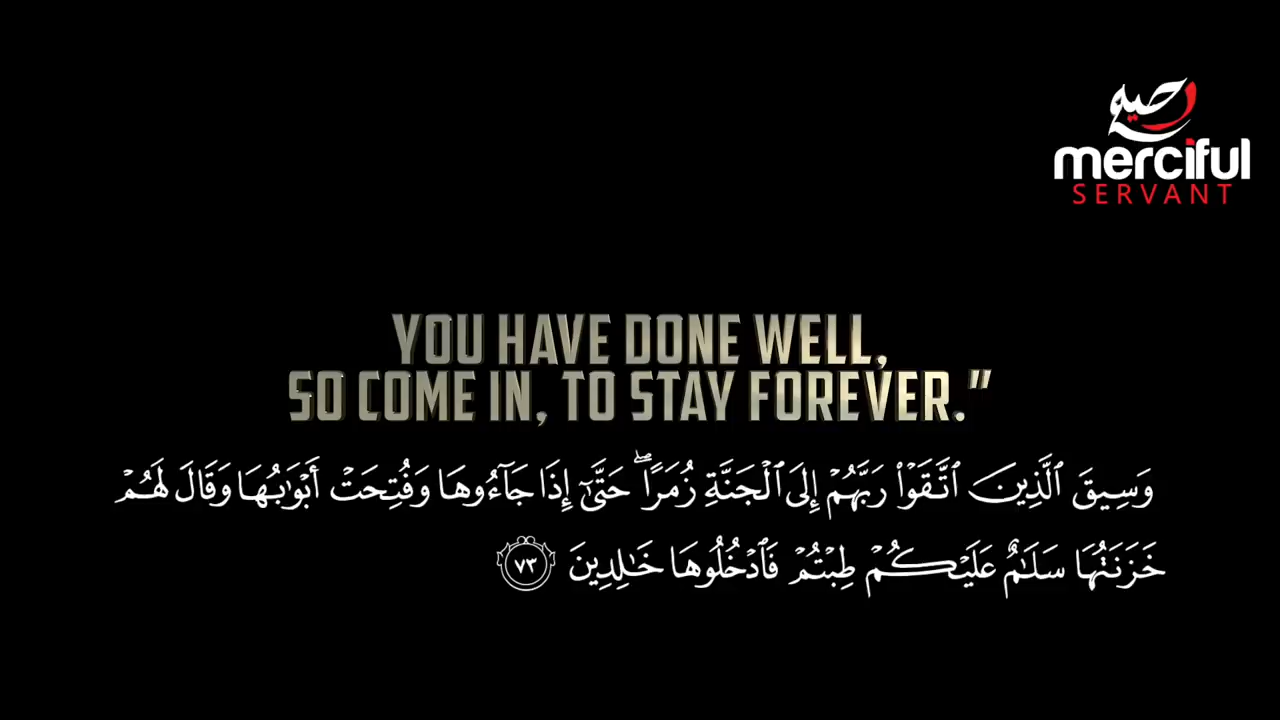 رحيم
merciful
SERVANT
YOU HAVE DONE WELL,
SO COME IN, TO STAY FOREVER."
وَسِيقَ ٱلَّذِينَ ٱتَّقَوْا۟ رَبَّهُمْ إِلَى ٱلْجَنَّةِ زُمَرًا ۖ حَتَّىٰٓ إِذَا جَآءُوهَا وَفُتِحَتْ أَبْوَٰبُهَا وَقَالَ لَهُمْ
خَزَنَتُهَا سَلَـٰمٌ عَلَيْكُمْ طِبْتُمْ فَٱدْخُلُوهَا خَـٰلِدِينَ ٧٣